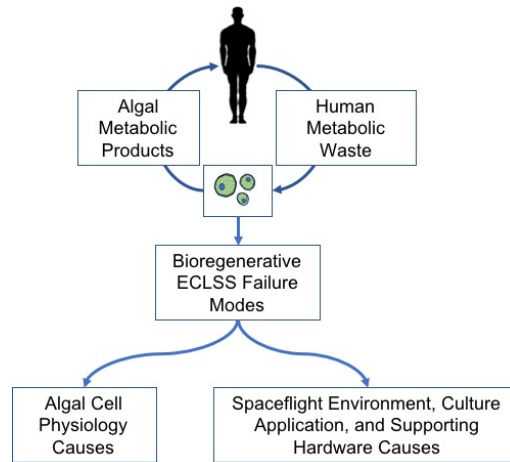 Algal
Metabolic
Products
Human
Metabolic
Waste
Bioregenerative
ECLSS Failure
Modes
Algal Cell
Physiology
Causes
Spaceflight Environment, Culture
Application, and Supporting
Hardware Causes